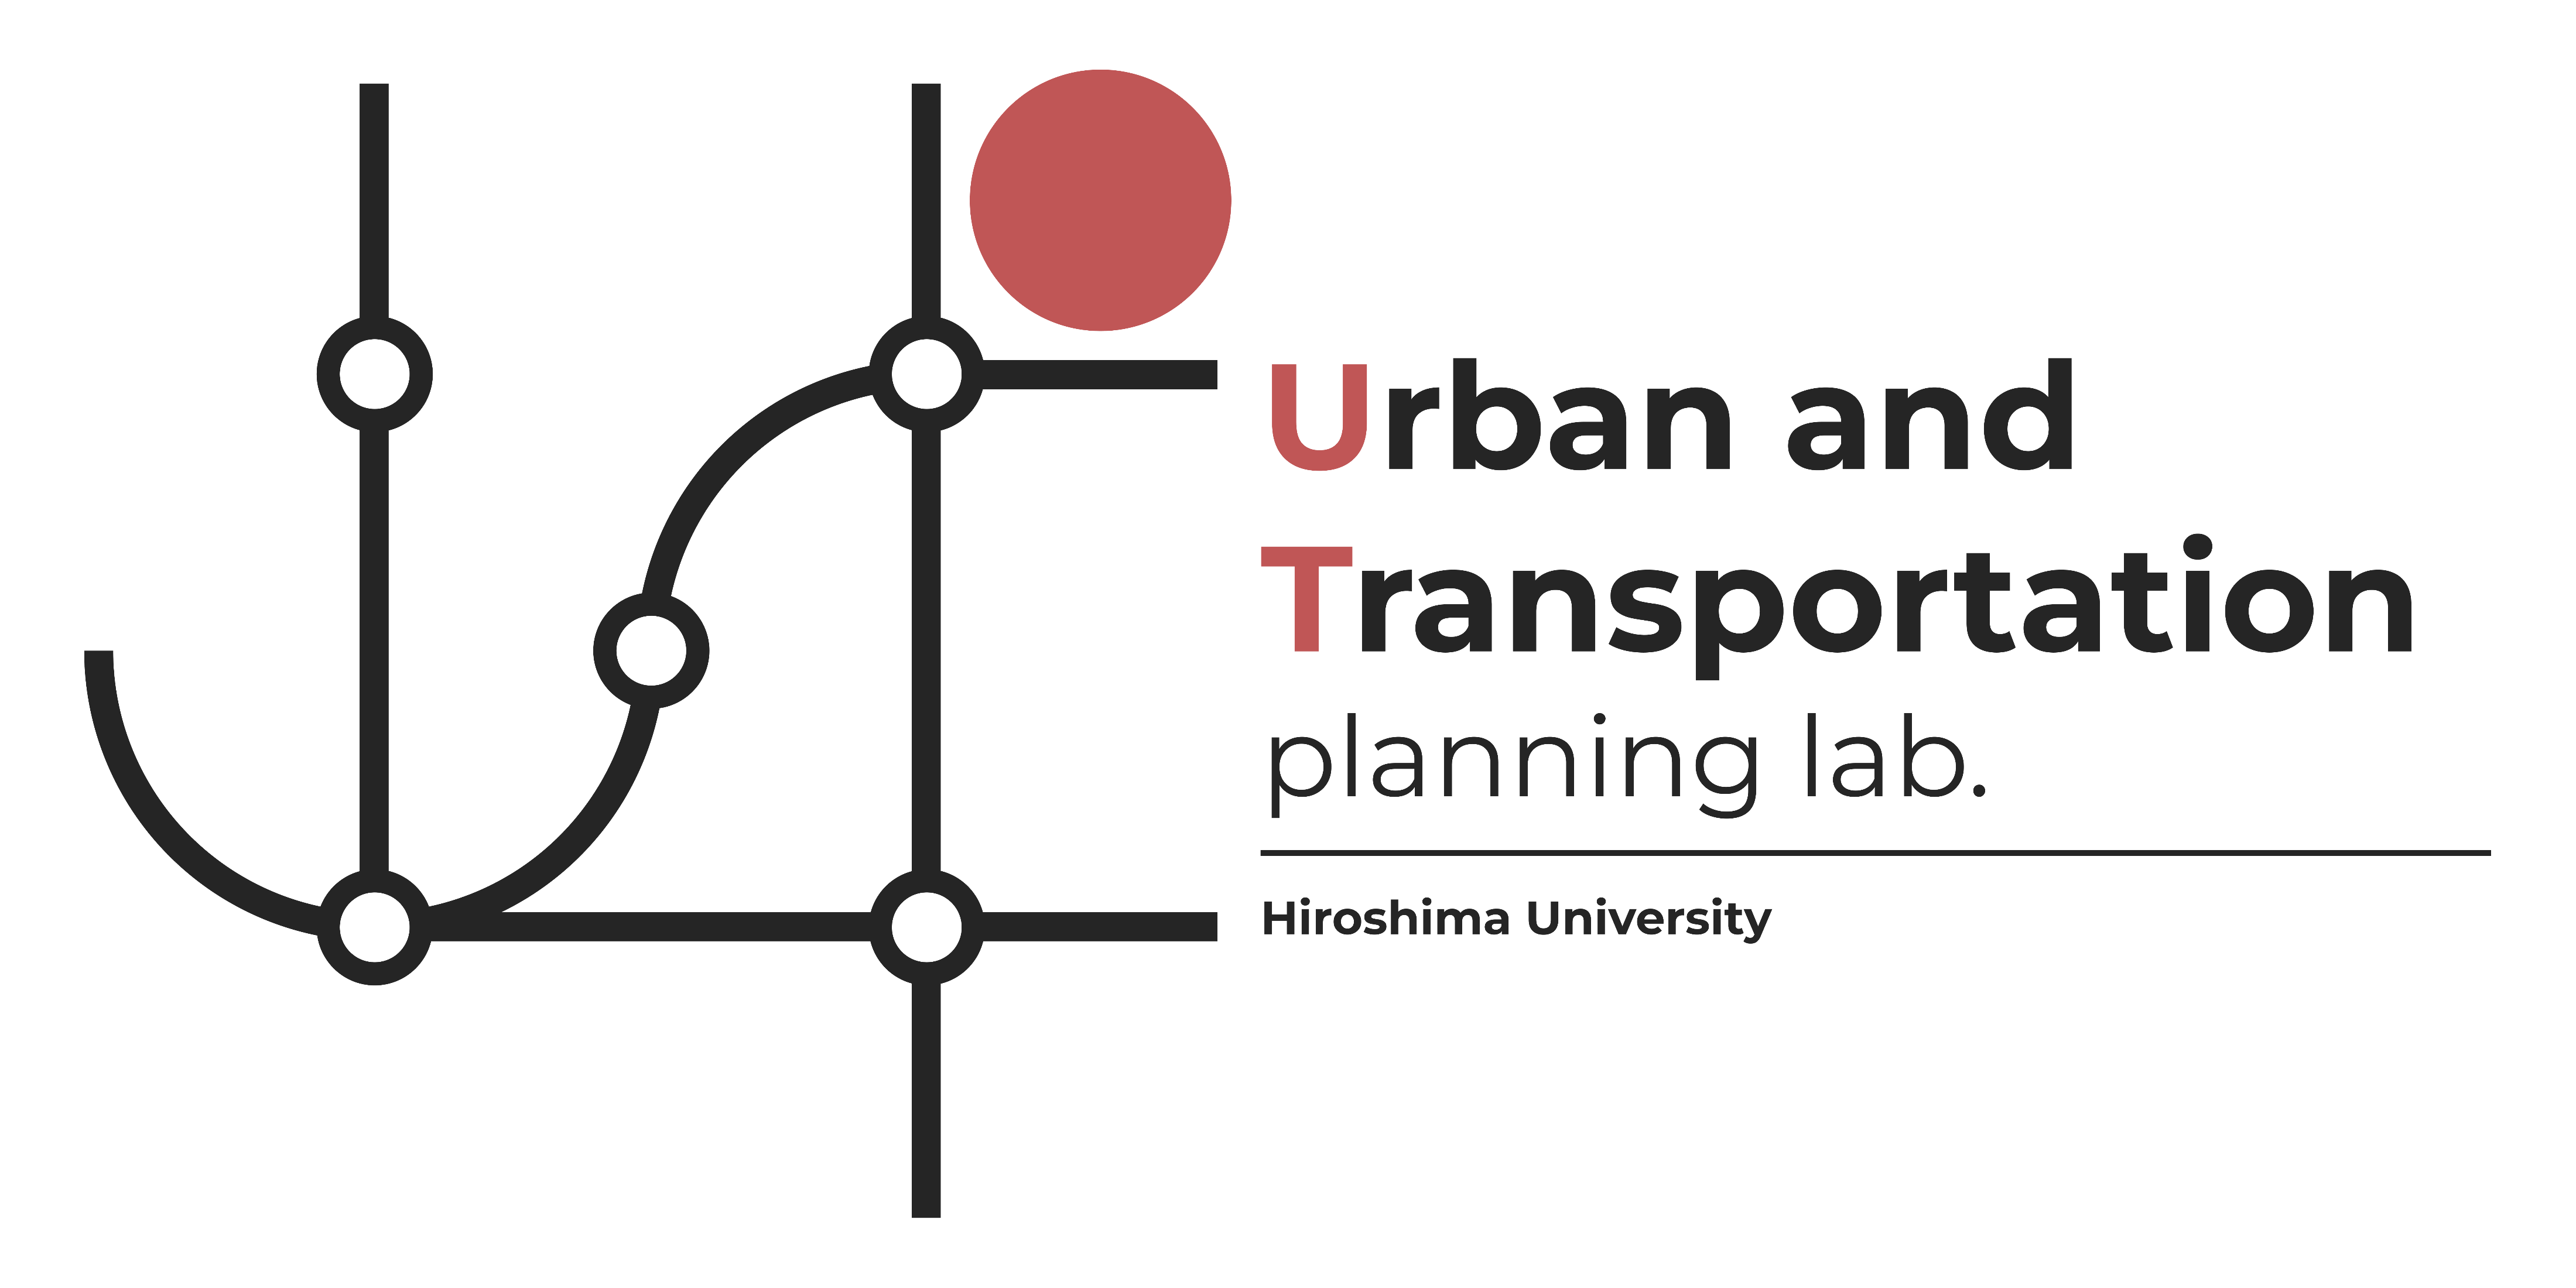 Urban and
Transportation
planning lab.
Hiroshima University